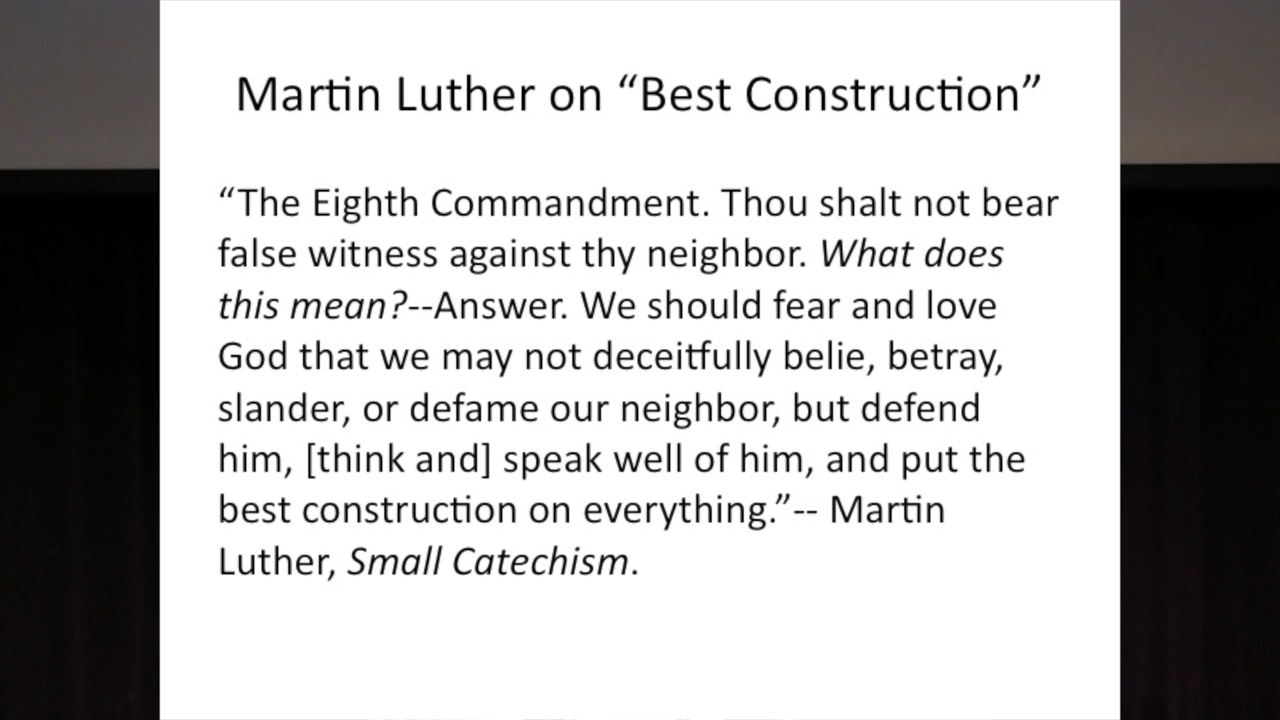 Martin Luther on “Best Construction”
“The Eighth Commandment. Thou shalt not bear
false witness against thy neighbor. What does
this mean?--Answer. We should fear and love
God that we may not deceitfully belie, betray,
slander, or defame our neighbor, but defend
him, [think and] speak well of him, and put the
best construction on everything.”-- Martin
Luther, Small Catechism.